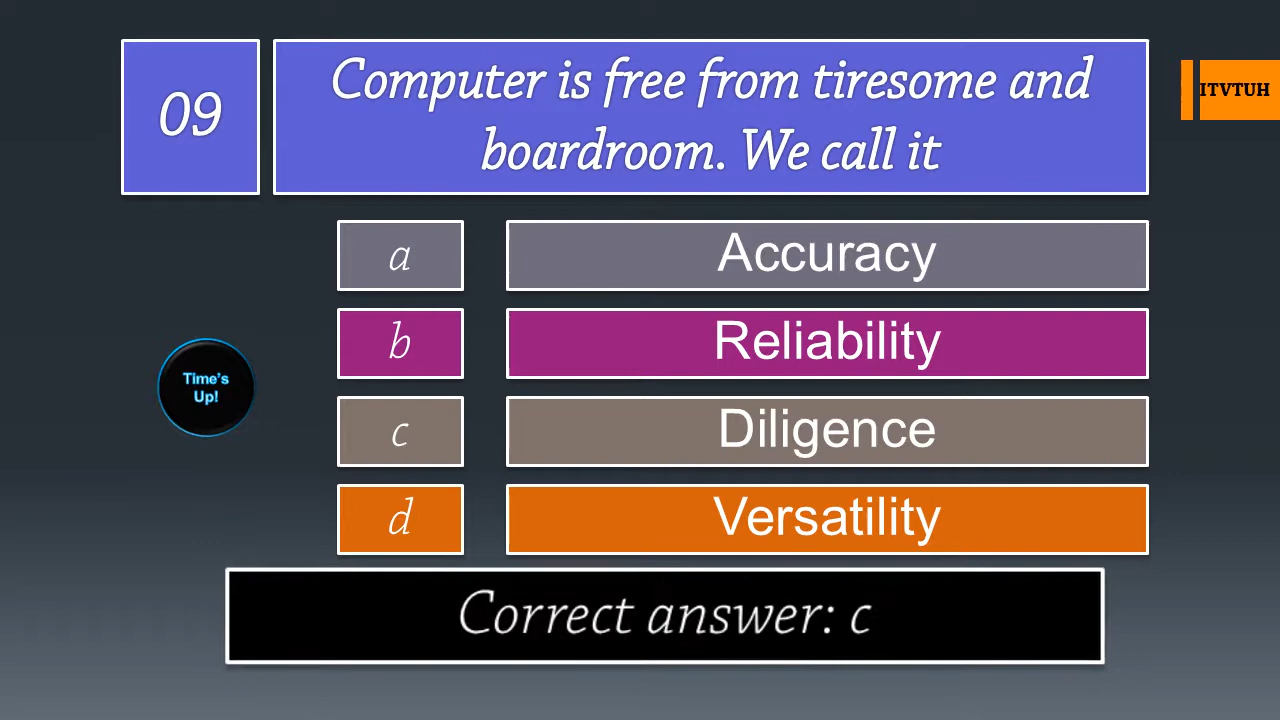 09
Computer is free from tiresome and
boardroom. We call it
ITVTUH
a
Accuracy
b
Reliability
Time's
Up!
c
Diligence
d
Versatility
Correct answer: c